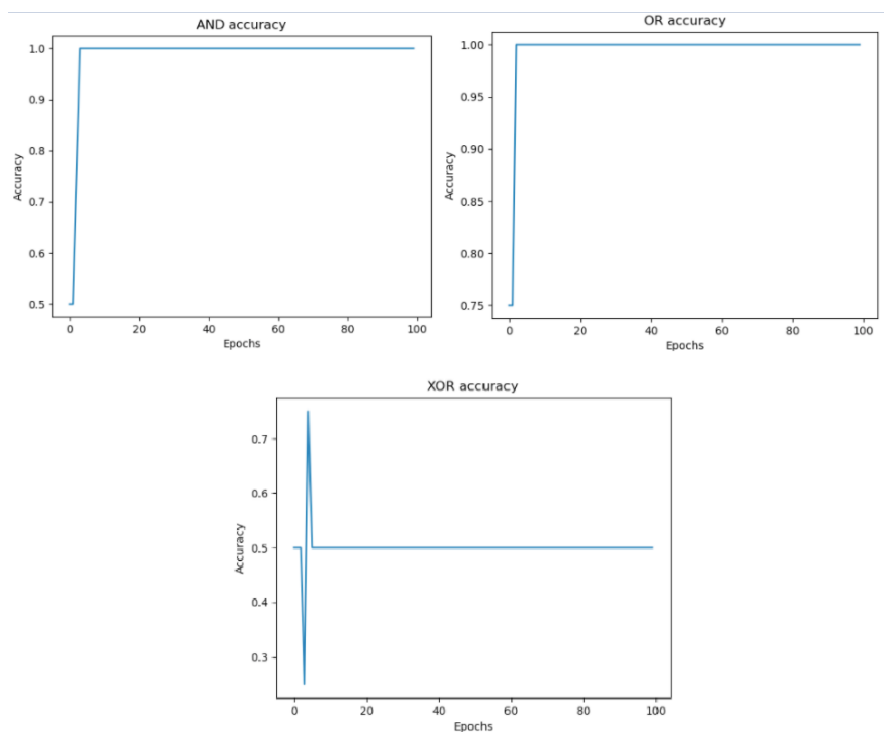 AND accuracy
1.0
0.9
0.8
0.7
0.6
0.5
Accuracy
0 20 40 60 80 100
Epochs
OR accuracy
1.00
0.95
0.90
0.85
0.80
0.75
Accuracy
0 20 40 60 80 100
Epochs
XOR accuracy
0.7
0.6
0.5
0.4
0.3
Accuracy
0 20 40 60 80 100
Epochs